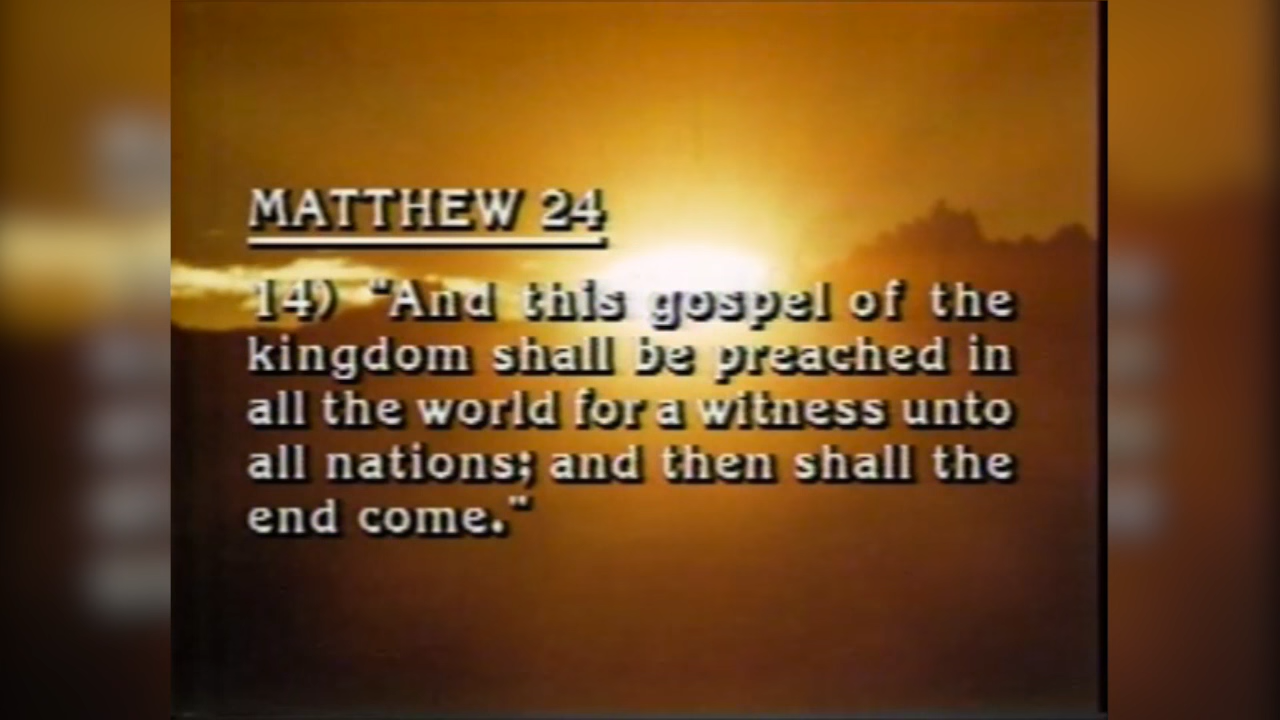 MATTHEW 24
14) "And this gospel of the
kingdom shall be preached in
all the world for a witness unto
all nations; and then shall the
end come."